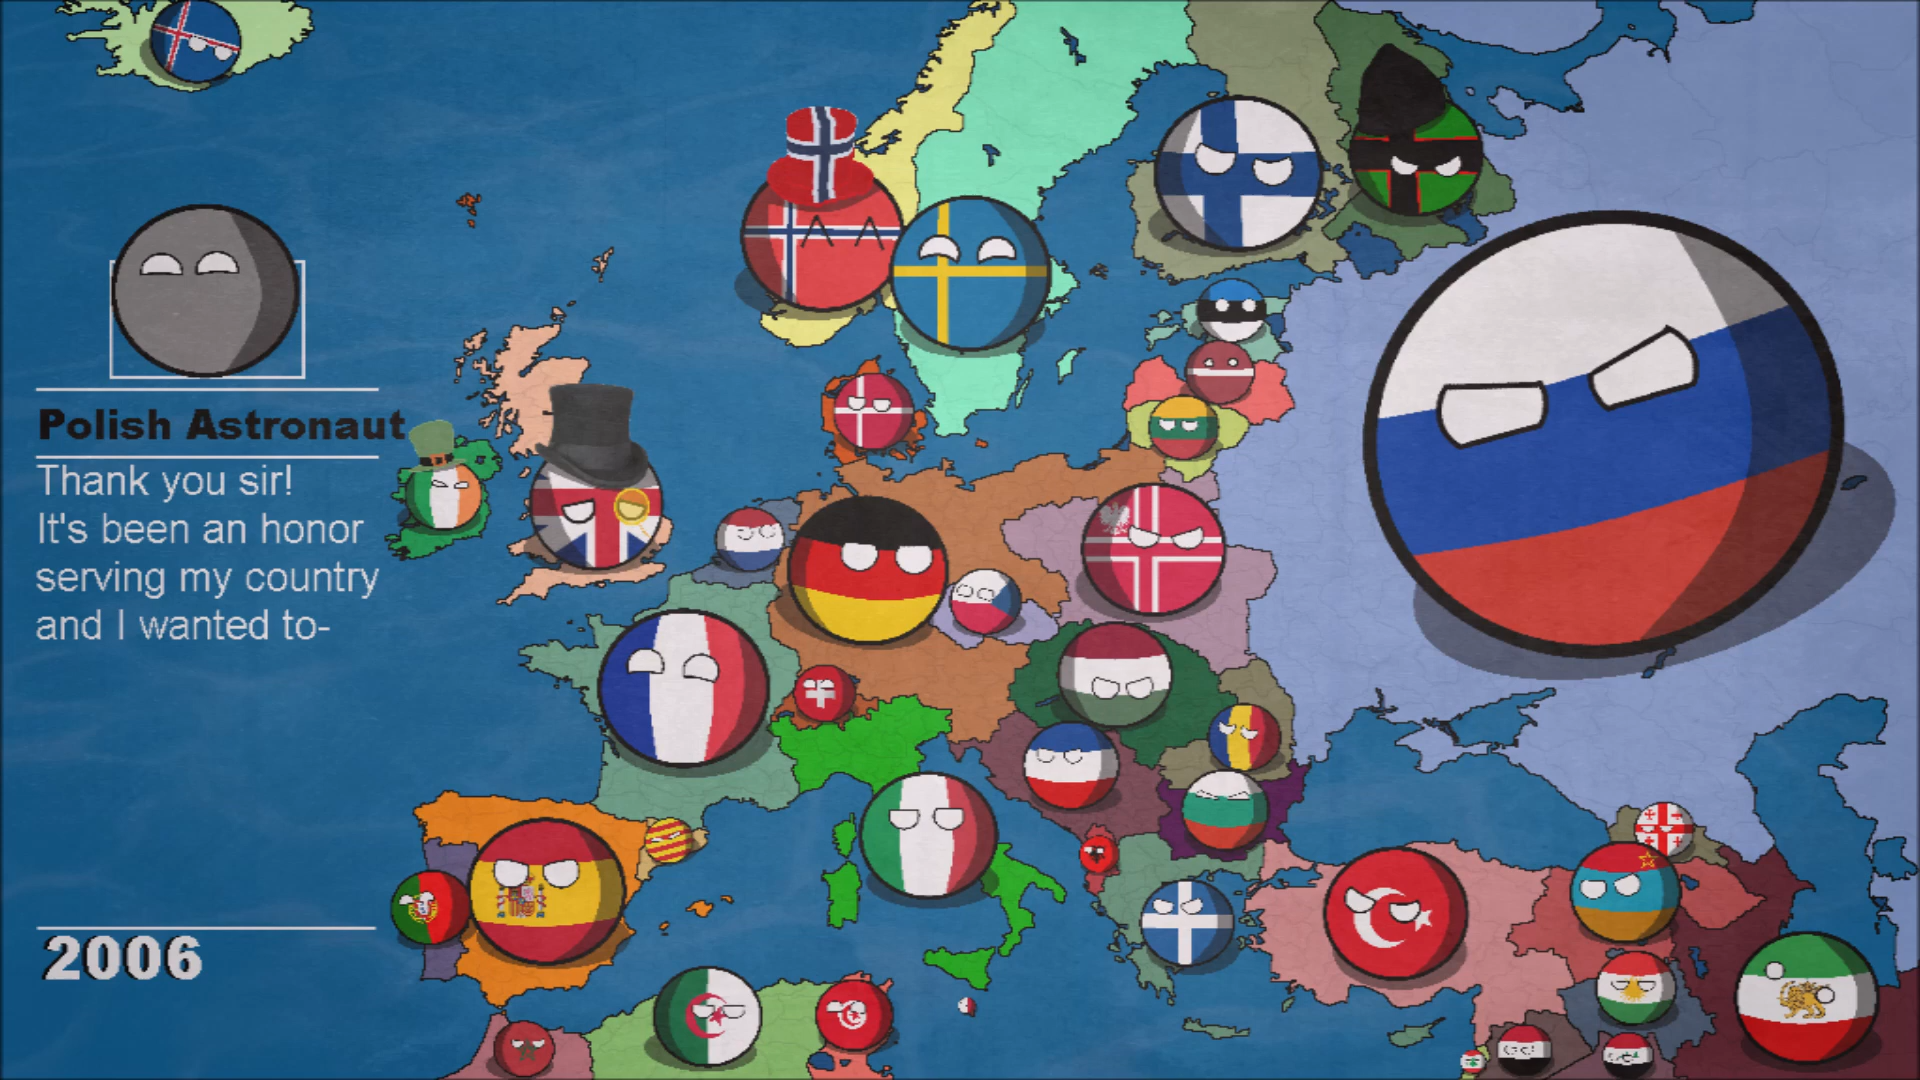 Polish Astronaut
Thank you sir!
It's been an honor
serving my country
and I wanted to-
2006